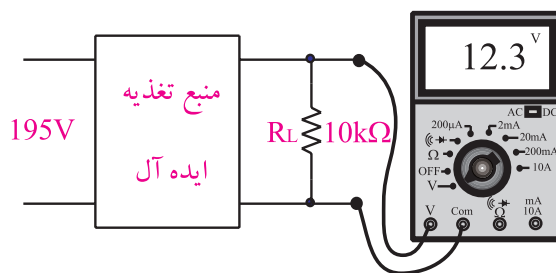 195V
منبع تغذیه
ایده آل
RL 10kΩ
12.3 V
AC DC
200µA 2mA
20mA
Ω 200mA
OFF 10A
V
V Com Ω mA
10A